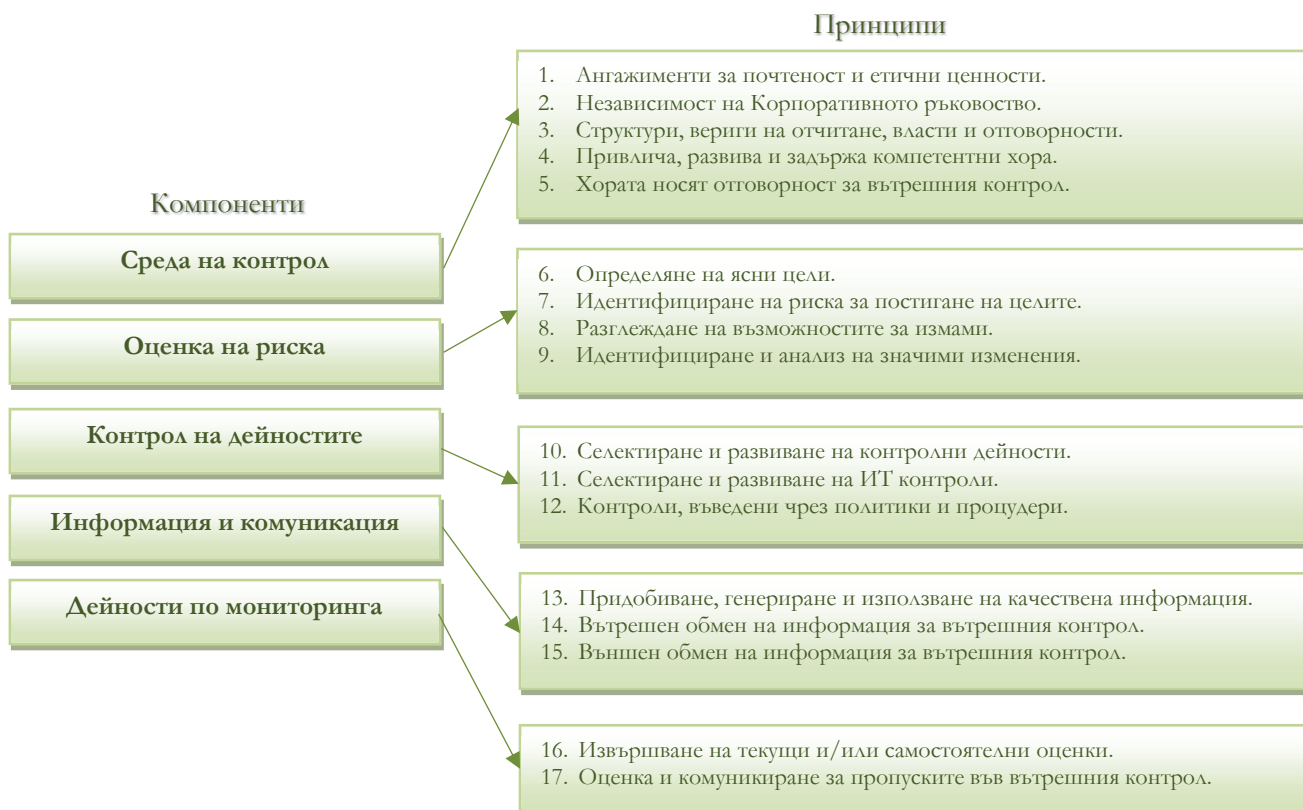 Принципи
1. Ангажименти за почтеност и етични ценности.
2. Независимост на Корпоративното ръковоство.
3. Структури, вериги на отчитане, власти и отговорности.
4. Привлича, развива и задържа компетентни хора.
5. Хората носят отговорност за вътрешния контрол.
Компоненти
Среда на контрол
Оценка на риска
Контрол на дейностите
Информация и комуникация
Дейности по мониторинга
6. Определяне на ясни цели.
7. Идентифициране на риска за постигане на целите.
8. Разглеждане на възможностите за измами.
9. Идентифициране и анализ на значими изменения.
10. Селектиране и развиване на контролни дейности.
11. Селектиране и развиване на ИТ контроли.
12. Контроли, въведени чрез политики и процудери.
13. Придобиване, генериране и използване на качествена информация.
14. Вътрешен обмен на информация за вътрешния контрол.
15. Външен обмен на информация за вътрешния контрол.
16. Извършване на текущи и/или самостоятелни оценки.
17. Оценка и комуникиране за пропуските във вътрешния контрол.